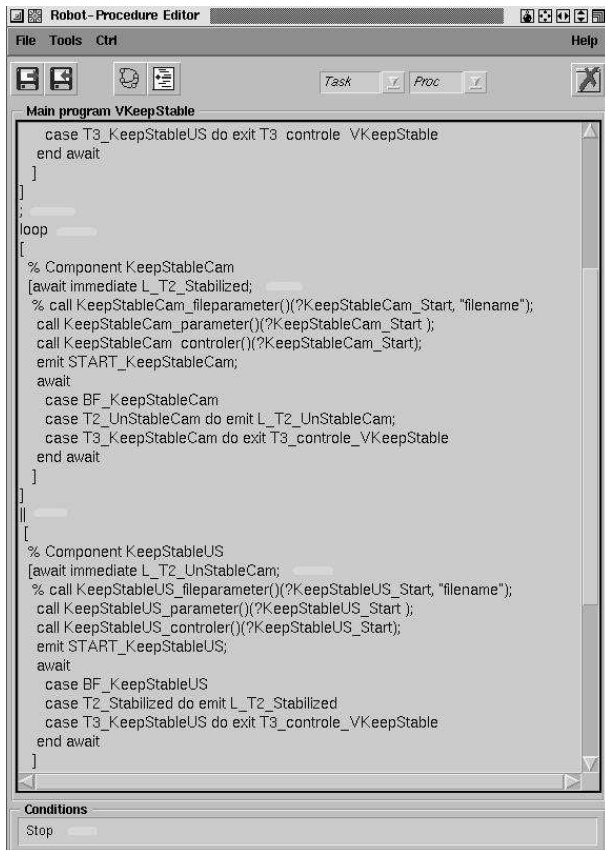 Robot-Procedure Editor
File Tools Ctrl Help
Task Proc
Main program VKeepStable
case T3_KeepStableUS do exit T3 controle VKeepStable
end await
]
]
;
loop
[
% Component KeepStableCam
[await immediate L_T2_Stabilized;
% call KeepStableCam_fileparameter()(?KeepStableCam_Start, "filename");
call KeepStableCam_parameter()(?KeepStableCam_Start );
call KeepStableCam controler()(?KeepStableCam_Start);
emit START_KeepStableCam;
await
case BF_KeepStableCam
case T2_UnStableCam do emit L_T2_UnStableCam;
case T3_KeepStableCam do exit T3_controle_VKeepStable
end await
]
]
||
[
% Component KeepStableUS
[await immediate L_T2_UnStableCam;
% call KeepStableUS_fileparameter()(?KeepStableUS_Start, "filename");
call KeepStableUS_parameter()(?KeepStableUS_Start );
call KeepStableUS_controler()(?KeepStableUS_Start);
emit START_KeepStableUS;
await
case BF_KeepStableUS
case T2_Stabilized do emit L_T2_Stabilized
case T3_KeepStableUS do exit T3_controle_VKeepStable
end await
]
Conditions
Stop